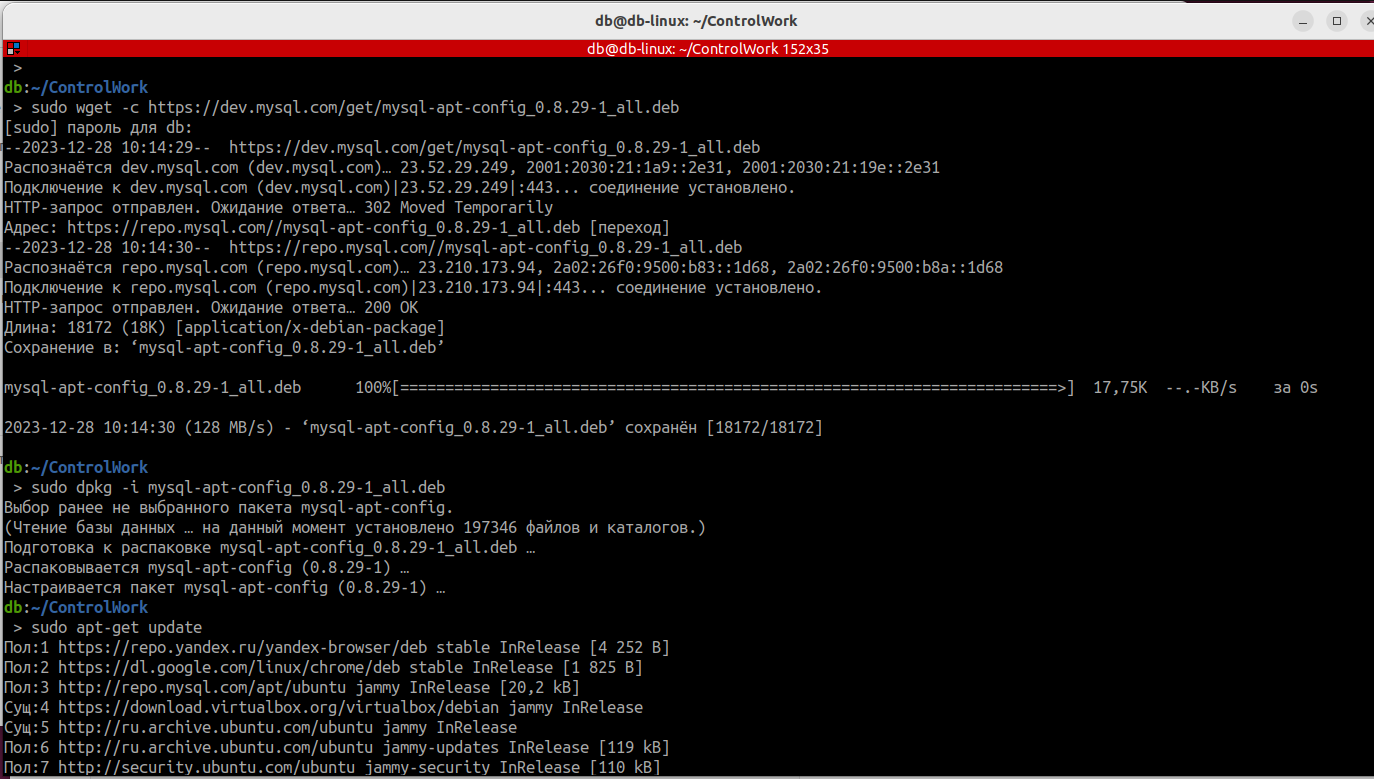 db@db-linux: ~/ControlWork
db@db-linux: ~/ControlWork 152x35
>
db:~/ControlWork
> sudo wget -c https://dev.mysql.com/get/mysql-apt-config_0.8.29-1_all.deb
[sudo] пароль для db:
--2023-12-28 10:14:29--  https://dev.mysql.com/get/mysql-apt-config_0.8.29-1_all.deb
Распознаётся dev.mysql.com (dev.mysql.com)… 23.52.29.249, 2001:2030:21:1a9::2e31, 2001:2030:21:19e::2e31
Подключение к dev.mysql.com (dev.mysql.com)|23.52.29.249|:443... соединение установлено.
HTTP-запрос отправлен. Ожидание ответа… 302 Moved Temporarily
Адрес: https://repo.mysql.com//mysql-apt-config_0.8.29-1_all.deb [переход]
--2023-12-28 10:14:30--  https://repo.mysql.com//mysql-apt-config_0.8.29-1_all.deb
Распознаётся repo.mysql.com (repo.mysql.com)… 23.210.173.94, 2a02:26f0:9500:b83::1d68, 2a02:26f0:9500:b8a::1d68
Подключение к repo.mysql.com (repo.mysql.com)|23.210.173.94|:443... соединение установлено.
HTTP-запрос отправлен. Ожидание ответа… 200 OK
Длина: 18172 (18K) [application/x-debian-package]
Сохранение в: ‘mysql-apt-config_0.8.29-1_all.deb’
mysql-apt-config_0.8.29-1_all.deb      100%[=========================================================================>]  17,75K  --.-KB/s    за 0s
2023-12-28 10:14:30 (128 MB/s) - ‘mysql-apt-config_0.8.29-1_all.deb’ сохранён [18172/18172]
db:~/ControlWork
> sudo dpkg -i mysql-apt-config_0.8.29-1_all.deb
Выбор ранее не выбранного пакета mysql-apt-config.
(Чтение базы данных … на данный момент установлено 197346 файлов и каталогов.)
Подготовка к распаковке mysql-apt-config_0.8.29-1_all.deb …
Распаковывается mysql-apt-config (0.8.29-1) …
Настраивается пакет mysql-apt-config (0.8.29-1) …
db:~/ControlWork
> sudo apt-get update
Пол:1 https://repo.yandex.ru/yandex-browser/deb stable InRelease [4 252 B]
Пол:2 https://dl.google.com/linux/chrome/deb stable InRelease [1 825 B]
Пол:3 http://repo.mysql.com/apt/ubuntu jammy InRelease [20,2 kB]
Сущ:4 https://download.virtualbox.org/virtualbox/debian jammy InRelease
Сущ:5 http://ru.archive.ubuntu.com/ubuntu jammy InRelease
Пол:6 http://ru.archive.ubuntu.com/ubuntu jammy-updates InRelease [119 kB]
Пол:7 http://security.ubuntu.com/ubuntu jammy-security InRelease [110 kB]